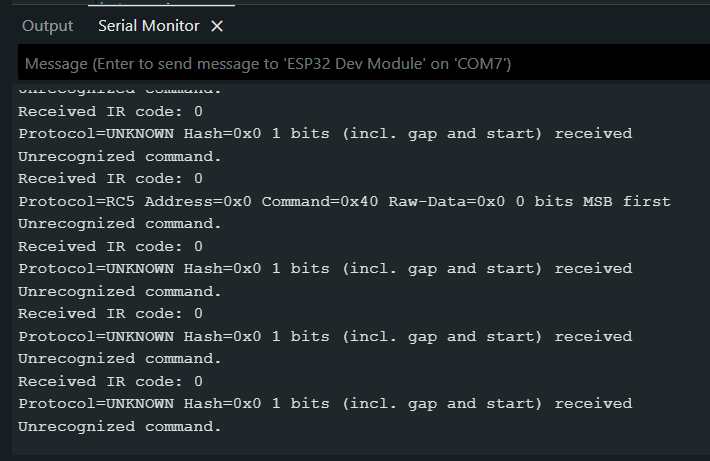 Output
Serial Monitor
Message (Enter to send message to 'ESP32 Dev Module' on 'COM7')
Unrecognized command.
Received IR code: 0
Protocol=UNKNOWN Hash=0x0 1 bits (incl. gap and start) received
Unrecognized command.
Received IR code: 0
Protocol=RC5 Address=0x0 Command=0x40 Raw-Data=0x0 0 bits MSB first
Unrecognized command.
Received IR code: 0
Protocol=UNKNOWN Hash=0x0 1 bits (incl. gap and start) received
Unrecognized command.
Received IR code: 0
Protocol=UNKNOWN Hash=0x0 1 bits (incl. gap and start) received
Unrecognized command.
Received IR code: 0
Protocol=UNKNOWN Hash=0x0 1 bits (incl. gap and start) received
Unrecognized command.